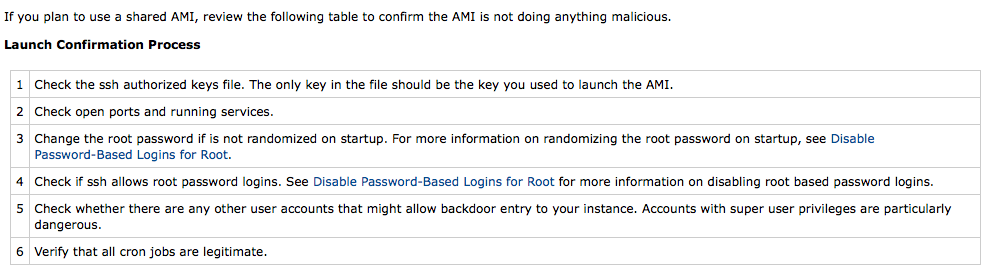 If you plan to use a shared AMI, review the following table to confirm the AMI is not doing anything malicious.
Launch Confirmation Process
1 Check the ssh authorized keys file. The only key in the file should be the key you used to launch the AMI.
2 Check open ports and running services.
3 Change the root password if is not randomized on startup. For more information on randomizing the root password on startup, see Disable
Password-Based Logins for Root.
4 Check if ssh allows root password logins. See Disable Password-Based Logins for Root for more information on disabling root based password logins.
5 Check whether there are any other user accounts that might allow backdoor entry to your instance. Accounts with super user privileges are particularly
dangerous.
6 Verify that all cron jobs are legitimate.